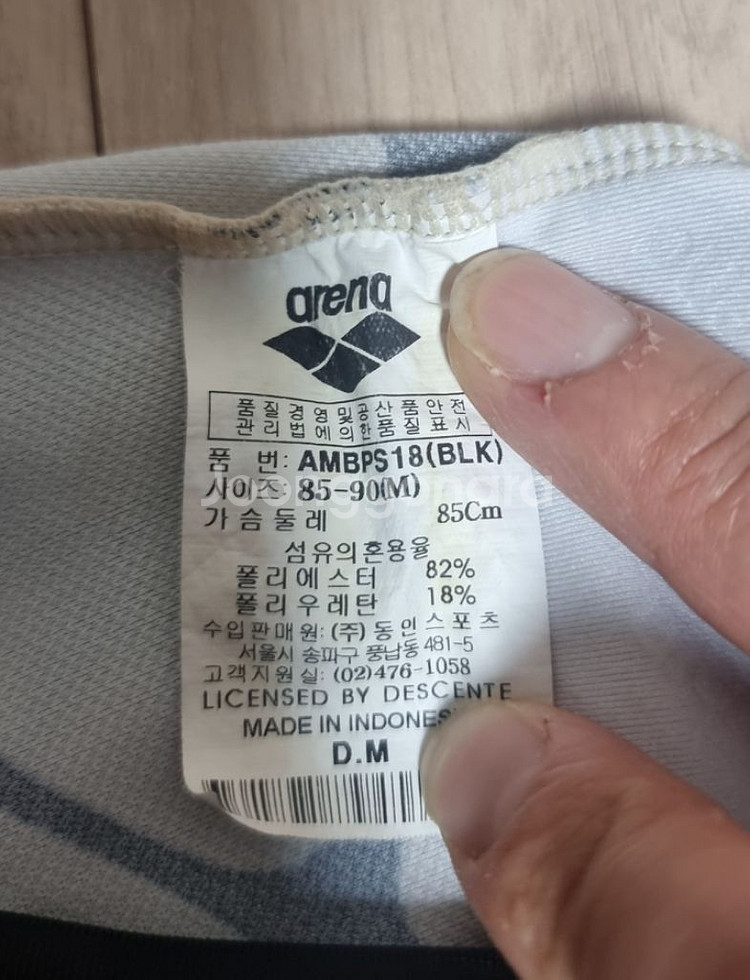 arena
품질경영및공산품안전
관리법에의한품질표시
품 번: AMBPS18(BLK)
사이즈: 85-90(M)
가슴둘레 85Cm
섬유의혼용율
폴리에스터 82%
폴리우레탄 18%
수입판매원: (주) 동인스포츠
서울시 송파구 풍납동 481-5
고객지원실: (02)476-1058
LICENSED BY DESCENTE
MADE IN INDONES
D.M
joonggonara